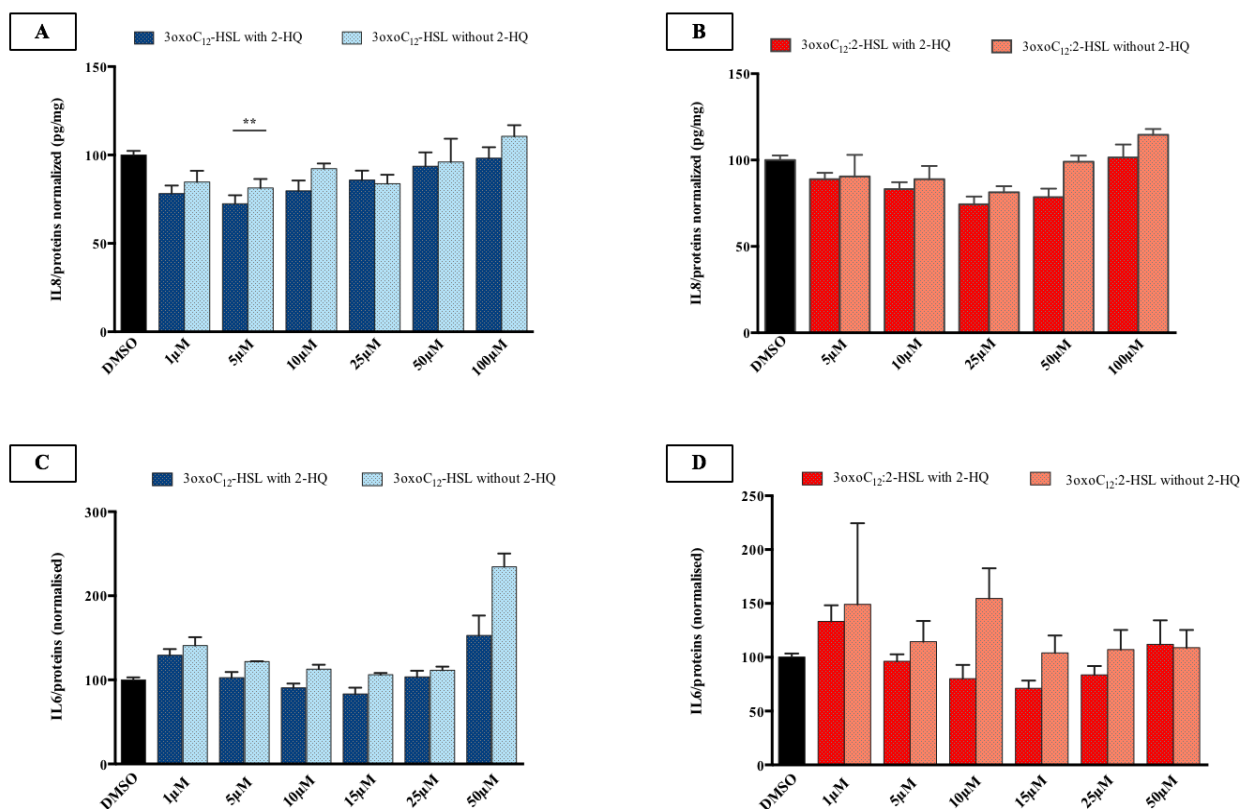 A
3oxoC₁₂-HSL with 2-HQ
3oxoC₁₂-HSL without 2-HQ
IL8/proteins normalized (pg/mg)
150
100
50
0
**
DMSO
1µM
5µM
10µM
25µM
50µM
100µM
B
3oxoC₁₂:2-HSL with 2-HQ
3oxoC₁₂:2-HSL without 2-HQ
IL8/proteins normalized (pg/mg)
150
100
50
0
DMSO
5µM
10µM
25µM
50µM
100µM
C
3oxoC₁₂-HSL with 2-HQ
3oxoC₁₂-HSL without 2-HQ
IL6/proteins (normalised)
300
200
100
0
DMSO
1µM
5µM
10µM
15µM
25µM
50µM
D
3oxoC₁₂:2-HSL with 2-HQ
3oxoC₁₂:2-HSL without 2-HQ
IL6/proteins (normalised)
250
200
150
100
50
0
DMSO
1µM
5µM
10µM
15µM
25µM
50µM